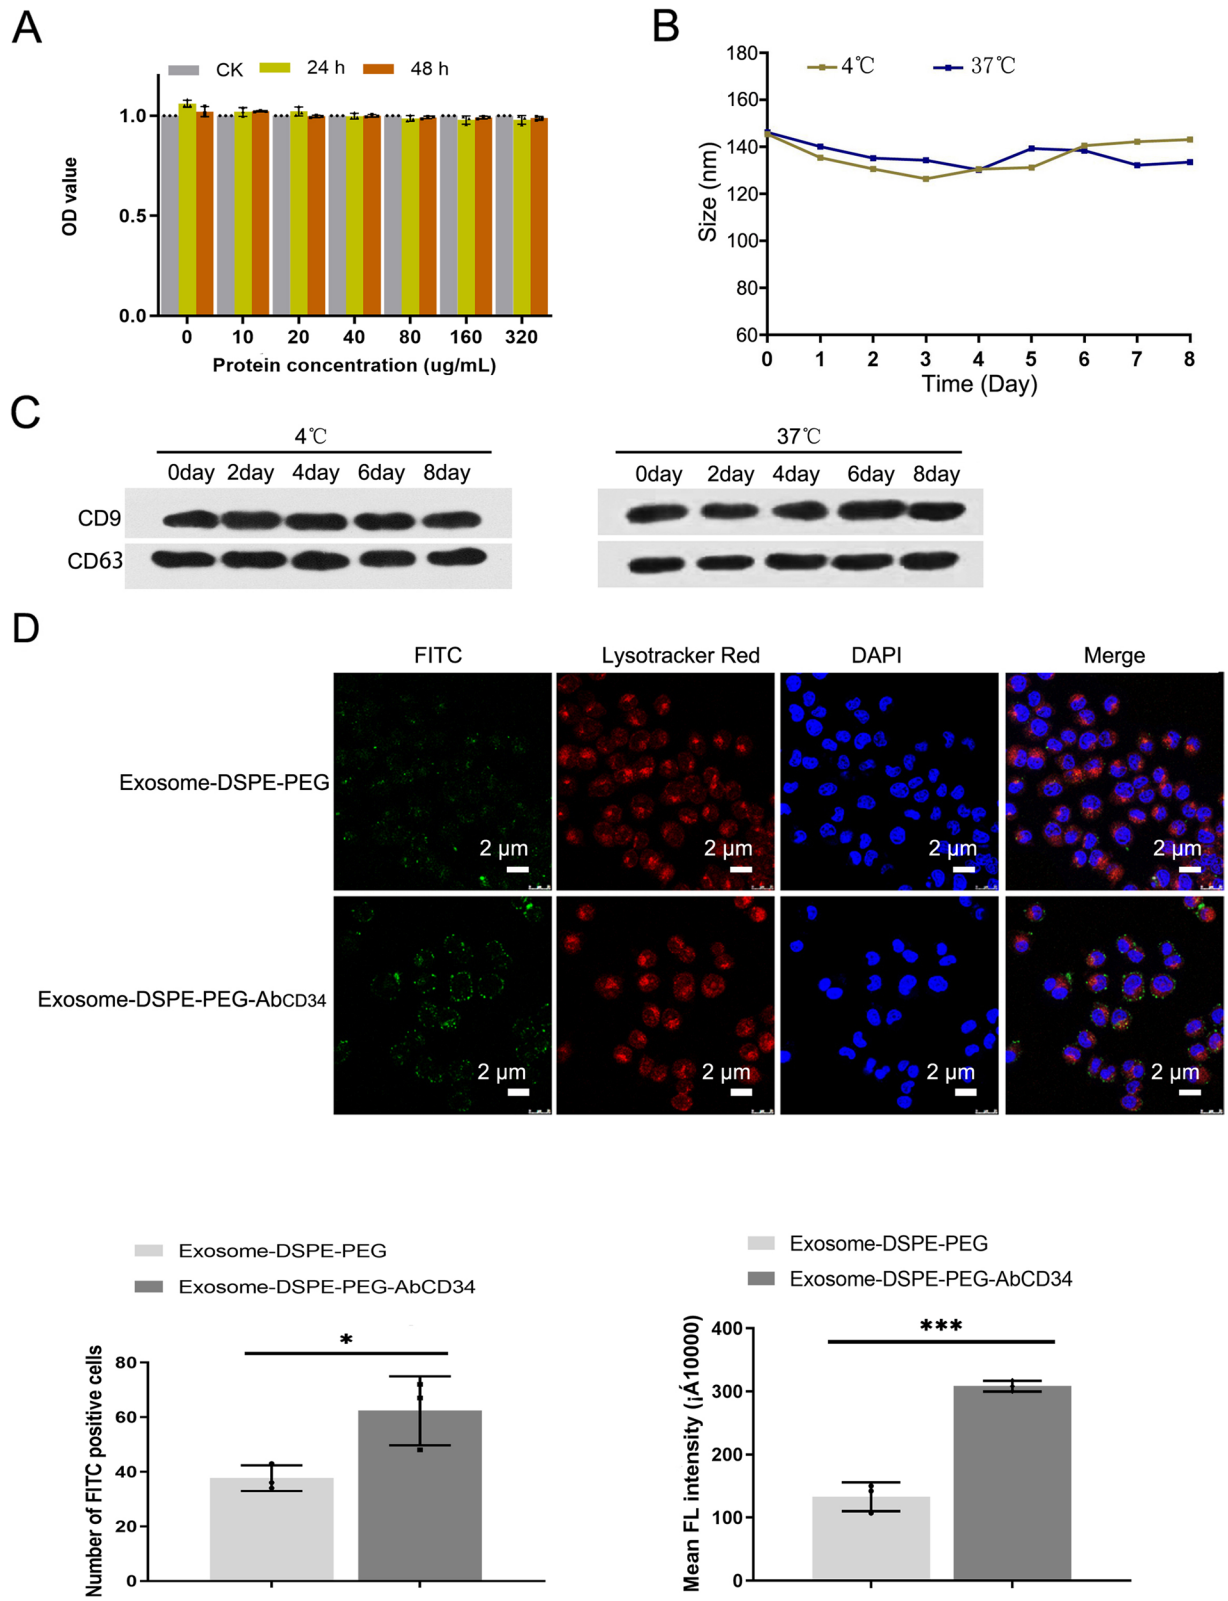 A
CK 24 h 48 h
OD value
1.0
0.5
0.0
0 10 20 40 80 160 320
Protein concentration (ug/mL)
B
4℃ 37℃
Size (nm)
180
160
140
120
100
80
60
0 1 2 3 4 5 6 7 8
Time (Day)
C
4℃
0day 2day 4day 6day 8day
37℃
0day 2day 4day 6day 8day
CD9
CD63
D
FITC Lysotracker Red DAPI Merge
Exosome-DSPE-PEG
2 μm 2 μm 2 μm 2 μm
Exosome-DSPE-PEG-AbCD34
2 μm 2 μm 2 μm 2 μm
Exosome-DSPE-PEG
Exosome-DSPE-PEG-AbCD34
Number of FITC positive cells
*
80
60
40
20
0
Exosome-DSPE-PEG
Exosome-DSPE-PEG-AbCD34
Mean FL intensity (¡Á10000)
***
400
300
200
100
0